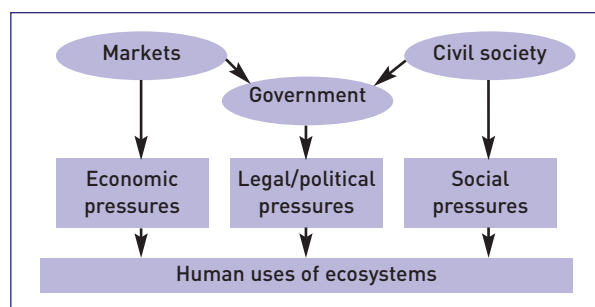 Markets
Civil society
Government
Economic
pressures
Legal/political
pressures
Social
pressures
Human uses of ecosystems